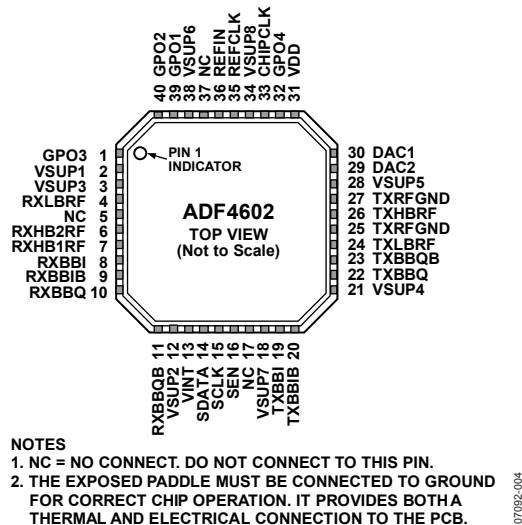 40 GPO2
39 GPO1
38 VSUP6
37 NC
36 REFIN
35 REFCLK
34 VSUP8
33 CHIPCLK
32 GPO4
31 VDD
GPO3 1
VSUP1 2
VSUP3 3
RXLBRF 4
NC 5
RXHB2RF 6
RXHB1RF 7
RXBBI 8
RXBBIB 9
RXBBQ 10
PIN 1
INDICATOR
ADF4602
TOP VIEW
(Not to Scale)
30 DAC1
29 DAC2
28 VSUP5
27 TXRFGND
26 TXHBRF
25 TXRFGND
24 TXLBRF
23 TXBBQB
22 TXBBQ
21 VSUP4
RXBBQB 11
VSUP2 12
VINT 13
SDATA 14
SCLK 15
SEN 16
NC 17
VSUP7 18
TXBBI 19
TXBBIB 20
NOTES
1. NC = NO CONNECT. DO NOT CONNECT TO THIS PIN.
2. THE EXPOSED PADDLE MUST BE CONNECTED TO GROUND
FOR CORRECT CHIP OPERATION. IT PROVIDES BOTH A
THERMAL AND ELECTRICAL CONNECTION TO THE PCB.
07092-004